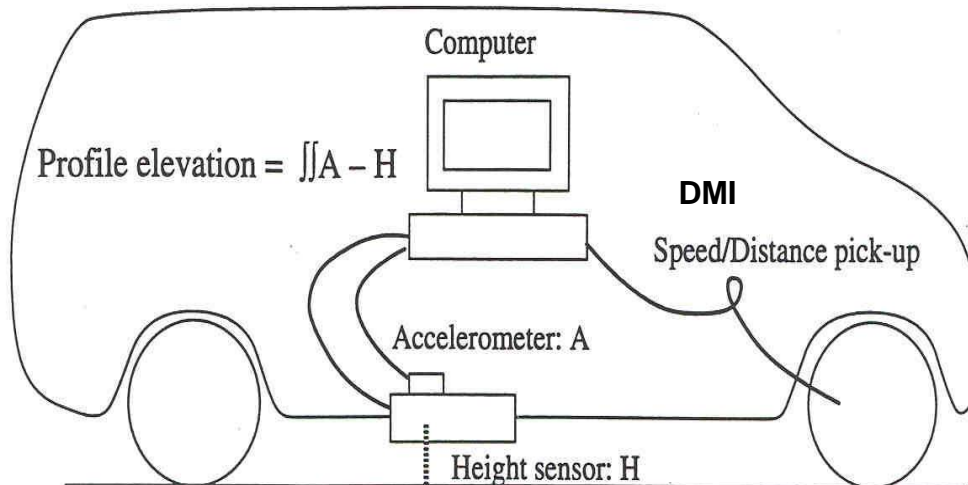 Computer
Profile elevation = ∬A – H
DMI
Speed/Distance pick-up
Accelerometer: A
Height sensor: H